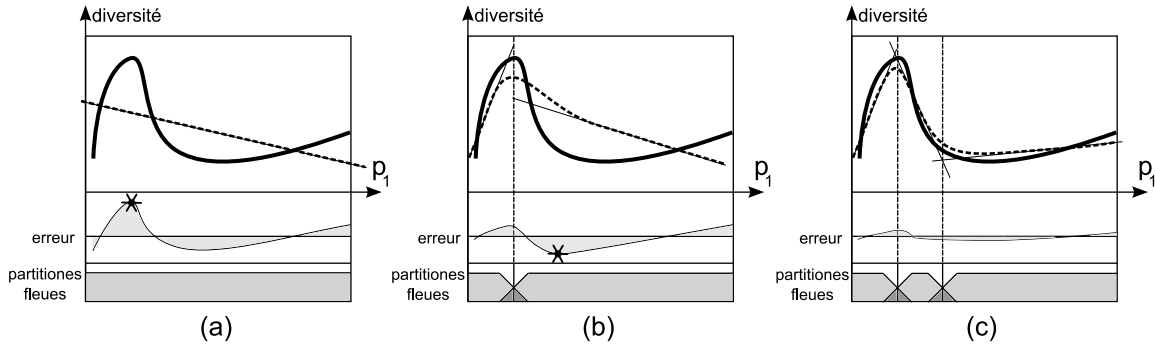 diversité
p1
erreur
partitiones
fleues
(a)
diversité
p1
erreur
partitiones
fleues
(b)
diversité
p1
erreur
partitiones
fleues
(c)